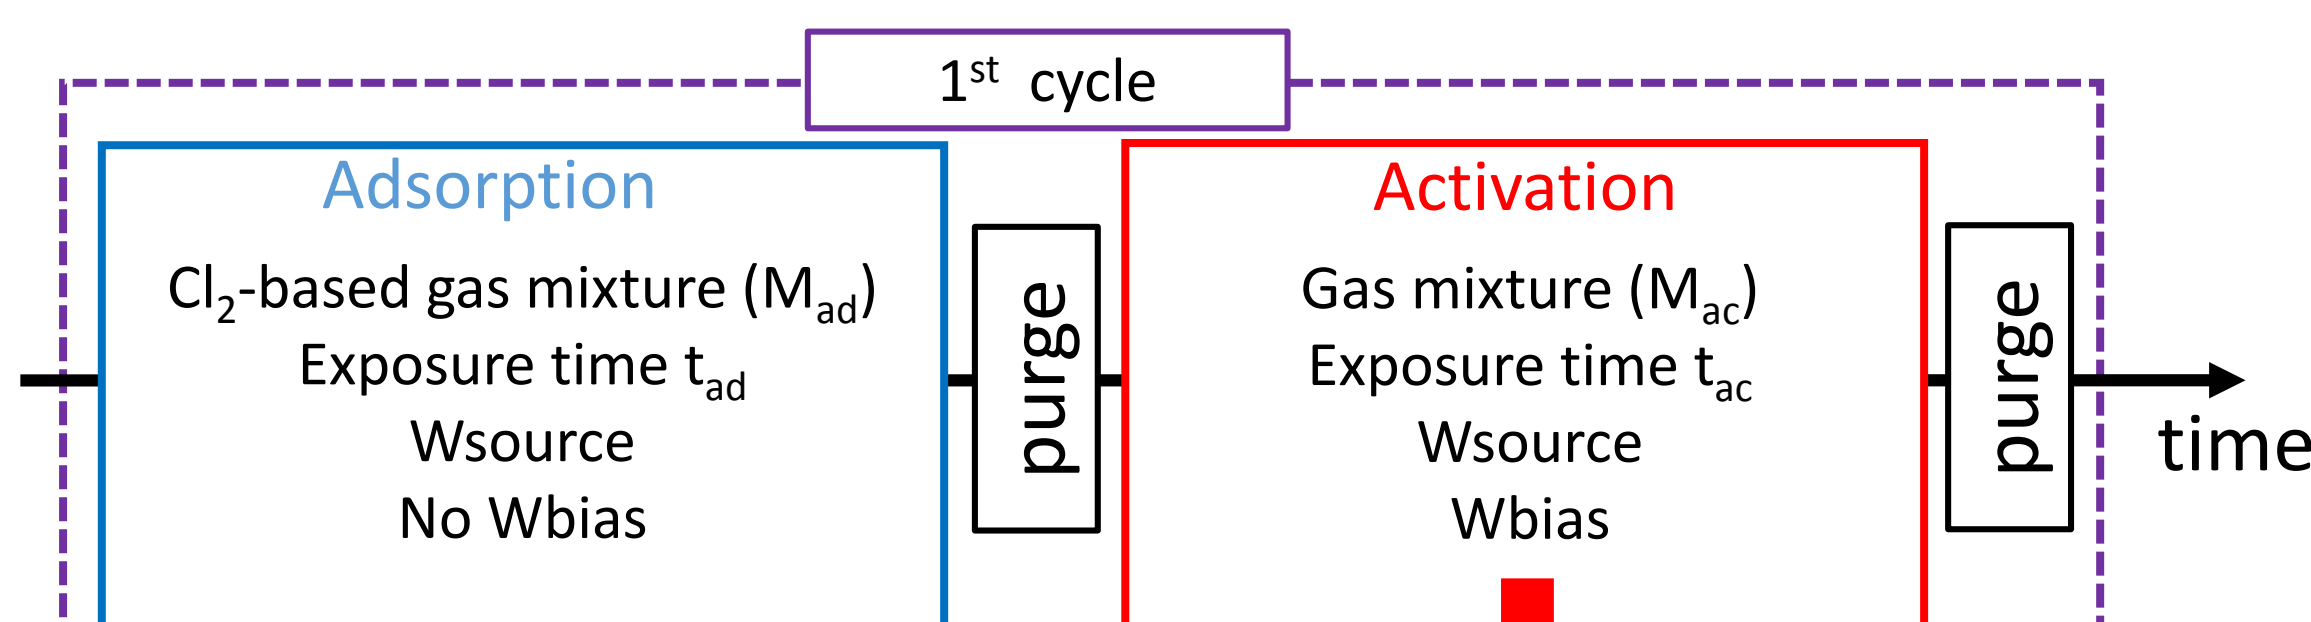 1st cycle
Adsorption
Cl2-based gas mixture (Mad)
Exposure time tad
Wsource
No Wbias
purge
Activation
Gas mixture (Mac)
Exposure time tac
Wsource
Wbias
purge
time